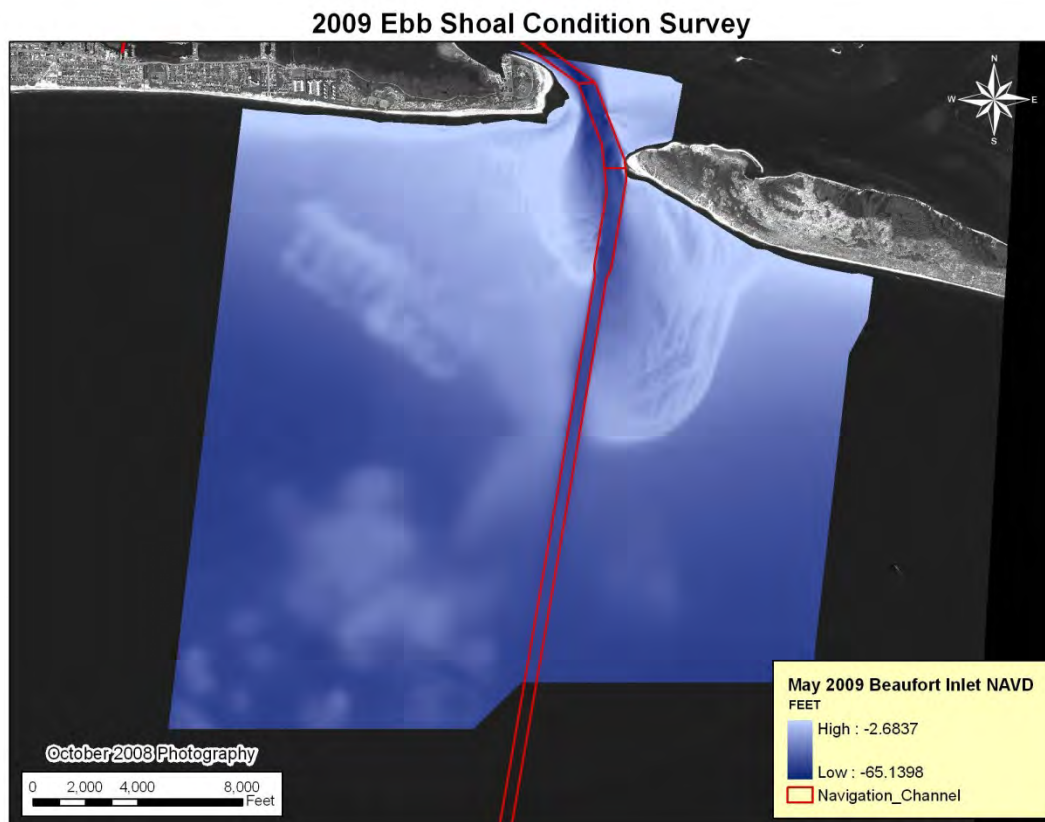 2009 Ebb Shoal Condition Survey
N
W E
S
May 2009 Beaufort Inlet NAVD
FEET
High : -2.6837
Low : -65.1398
Navigation_Channel
October 2008 Photography
0 2,000 4,000 8,000
Feet